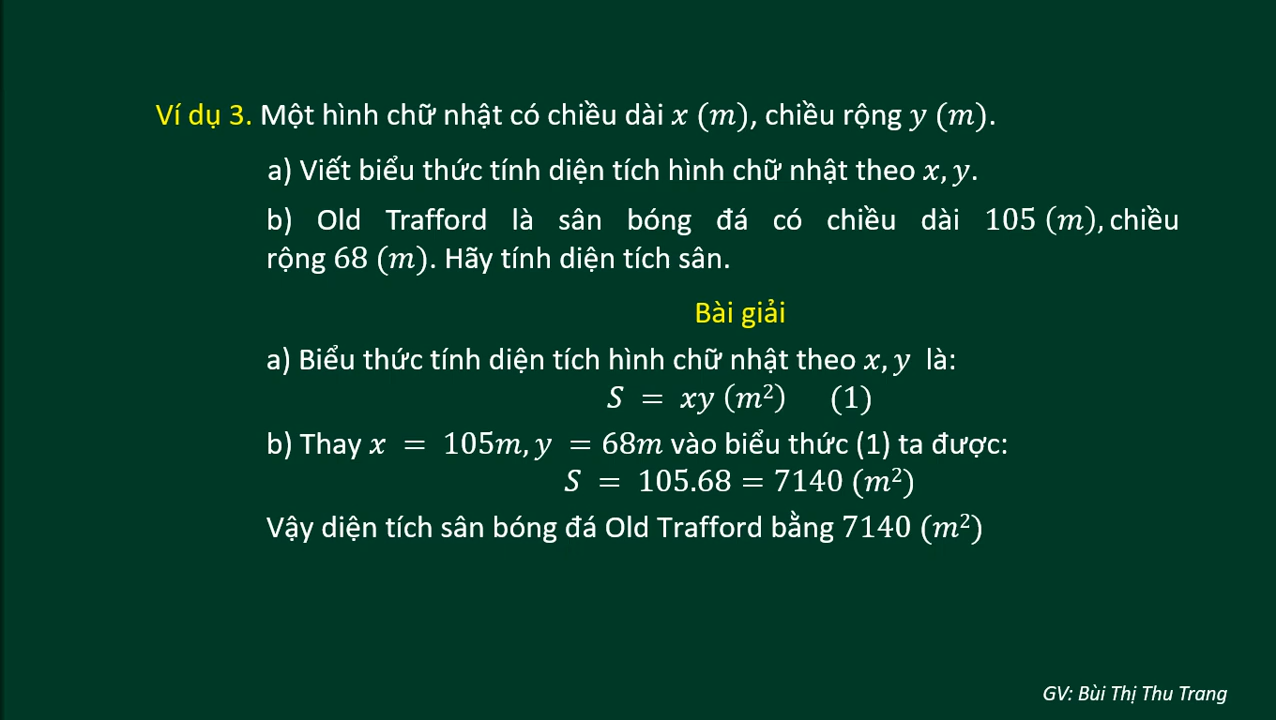 Ví dụ 3. Một hình chữ nhật có chiều dài x (m), chiều rộng y (m).
a) Viết biểu thức tính diện tích hình chữ nhật theo x, y.
b) Old Trafford là sân bóng đá có chiều dài 105 (m), chiều
rộng 68 (m). Hãy tính diện tích sân.
Bài giải
a) Biểu thức tính diện tích hình chữ nhật theo x, y là:
S = xy (m²) (1)
b) Thay x = 105m, y = 68m vào biểu thức (1) ta được:
S = 105.68 = 7140 (m²)
Vậy diện tích sân bóng đá Old Trafford bằng 7140 (m²)
GV: Bùi Thị Thu Trang